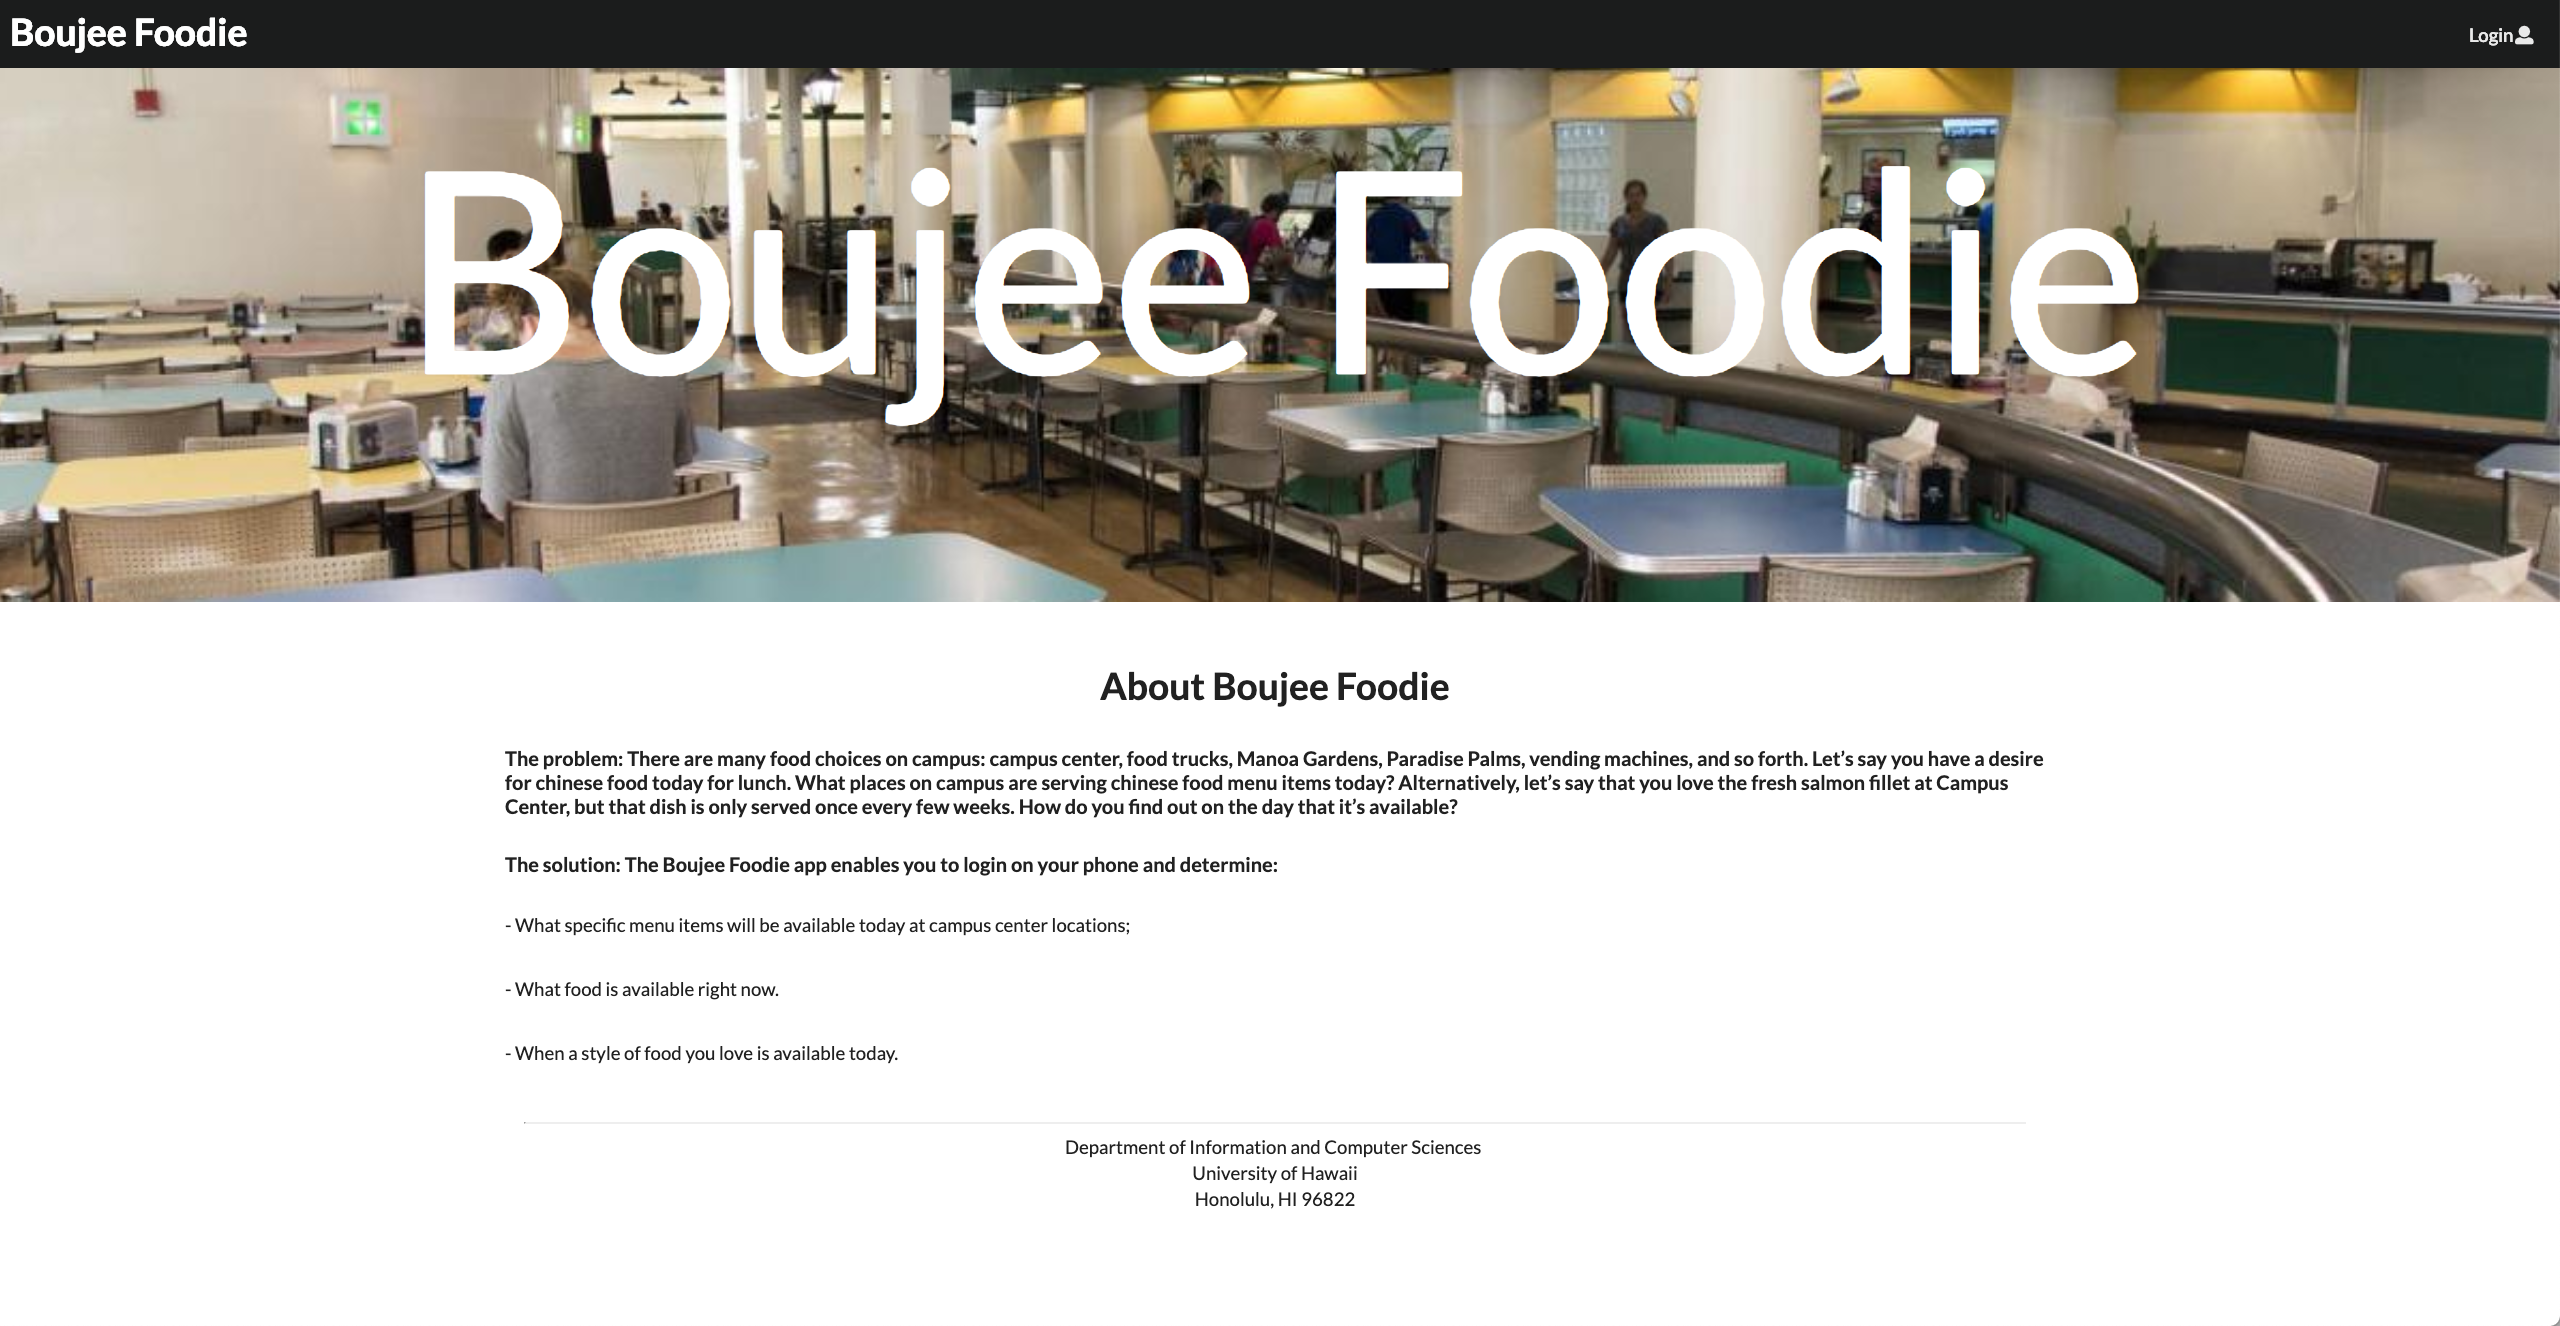 Boujee Foodie
Login
Boujee Foodie
About Boujee Foodie
The problem: There are many food choices on campus: campus center, food trucks, Manoa Gardens, Paradise Palms, vending machines, and so forth. Let’s say you have a desire
for chinese food today for lunch. What places on campus are serving chinese food menu items today? Alternatively, let’s say that you love the fresh salmon fillet at Campus
Center, but that dish is only served once every few weeks. How do you find out on the day that it’s available?
The solution: The Boujee Foodie app enables you to login on your phone and determine:
- What specific menu items will be available today at campus center locations;
- What food is available right now.
- When a style of food you love is available today.
Department of Information and Computer Sciences
University of Hawaii
Honolulu, HI 96822